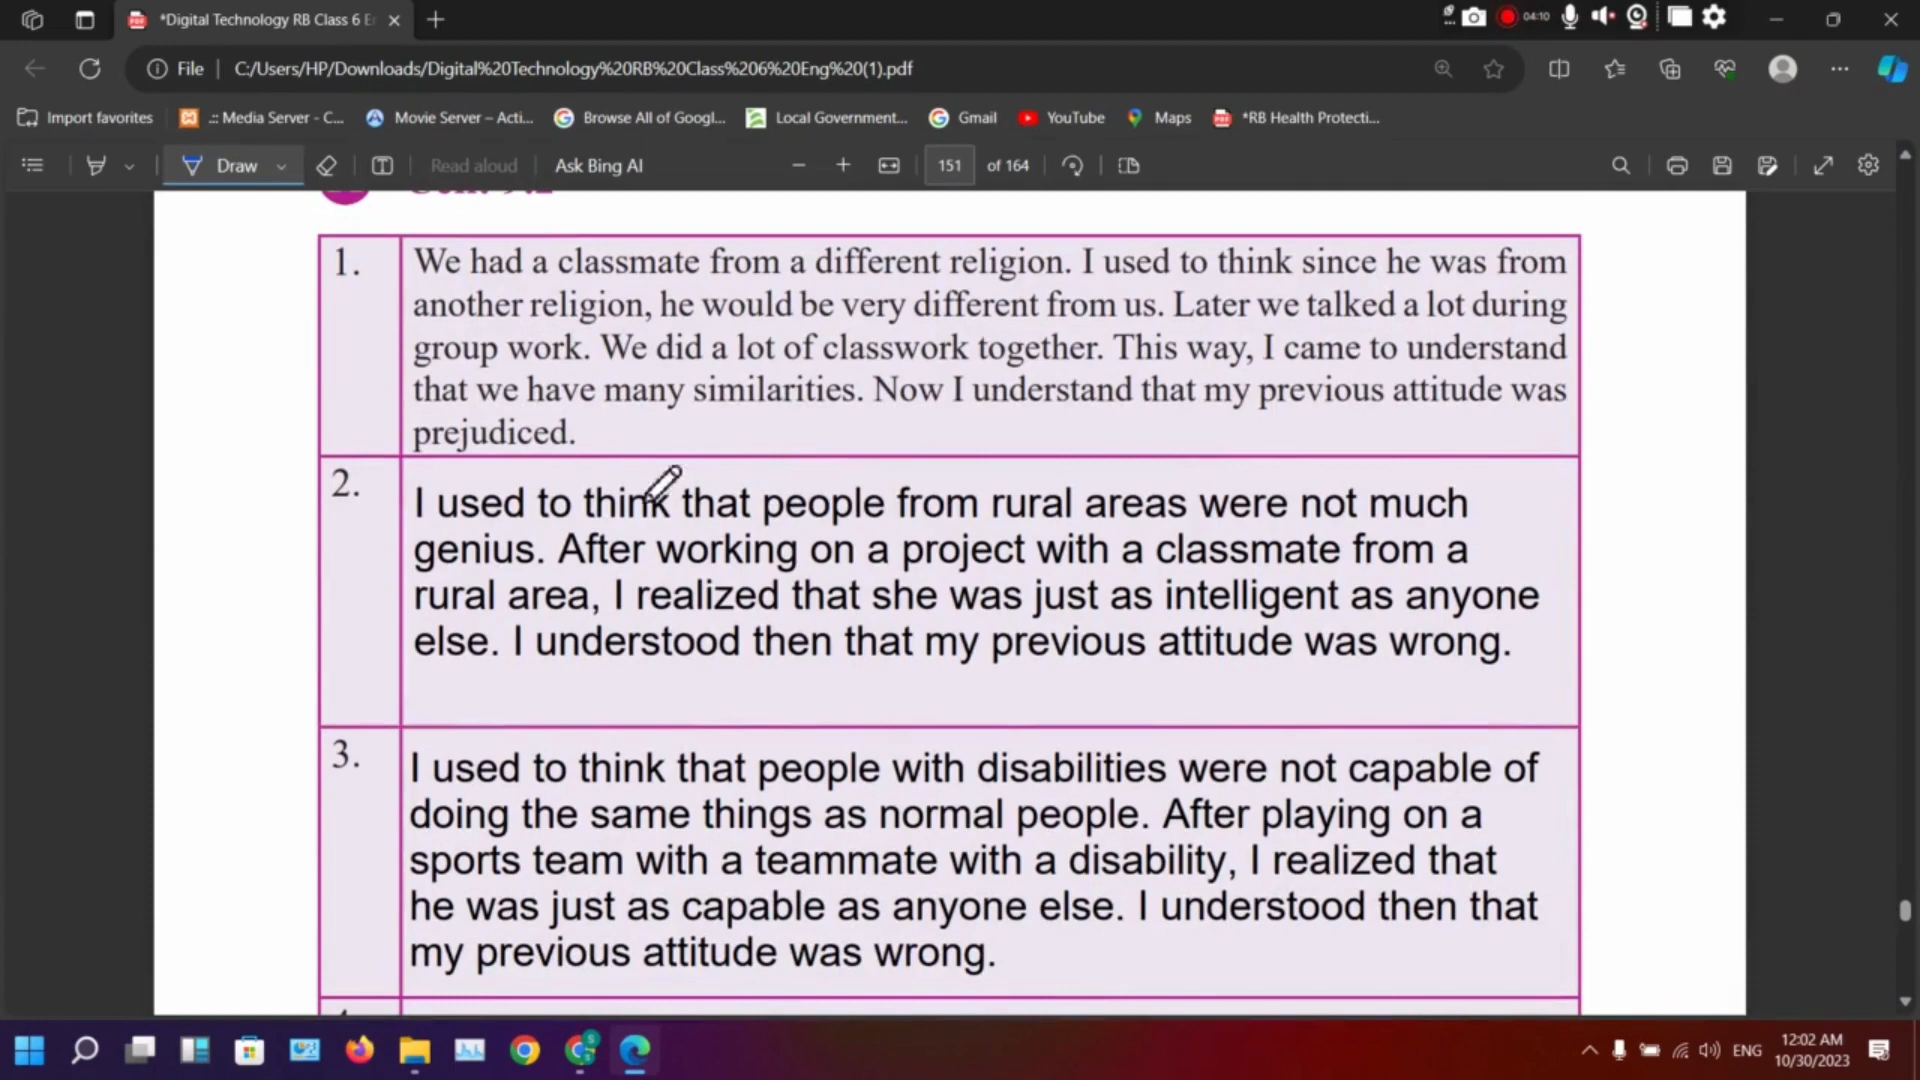 *Digital Technology RB Class 6 E
04:10
File
C:/Users/HP/Downloads/Digital%20Technology%20RB%20Class%206%20Eng%20(1).pdf
Import favorites
.:: Media Server - C...
Movie Server – Acti...
Browse All of Googl...
Local Government...
Gmail
YouTube
Maps
*RB Health Protecti...
Draw
Read aloud
Ask Bing AI
151 of 164
1. We had a classmate from a different religion. I used to think since he was from
another religion, he would be very different from us. Later we talked a lot during
group work. We did a lot of classwork together. This way, I came to understand
that we have many similarities. Now I understand that my previous attitude was
prejudiced.
2. I used to think that people from rural areas were not much
genius. After working on a project with a classmate from a
rural area, I realized that she was just as intelligent as anyone
else. I understood then that my previous attitude was wrong.
3. I used to think that people with disabilities were not capable of
doing the same things as normal people. After playing on a
sports team with a teammate with a disability, I realized that
he was just as capable as anyone else. I understood then that
my previous attitude was wrong.
ENG
12:02 AM
10/30/2023